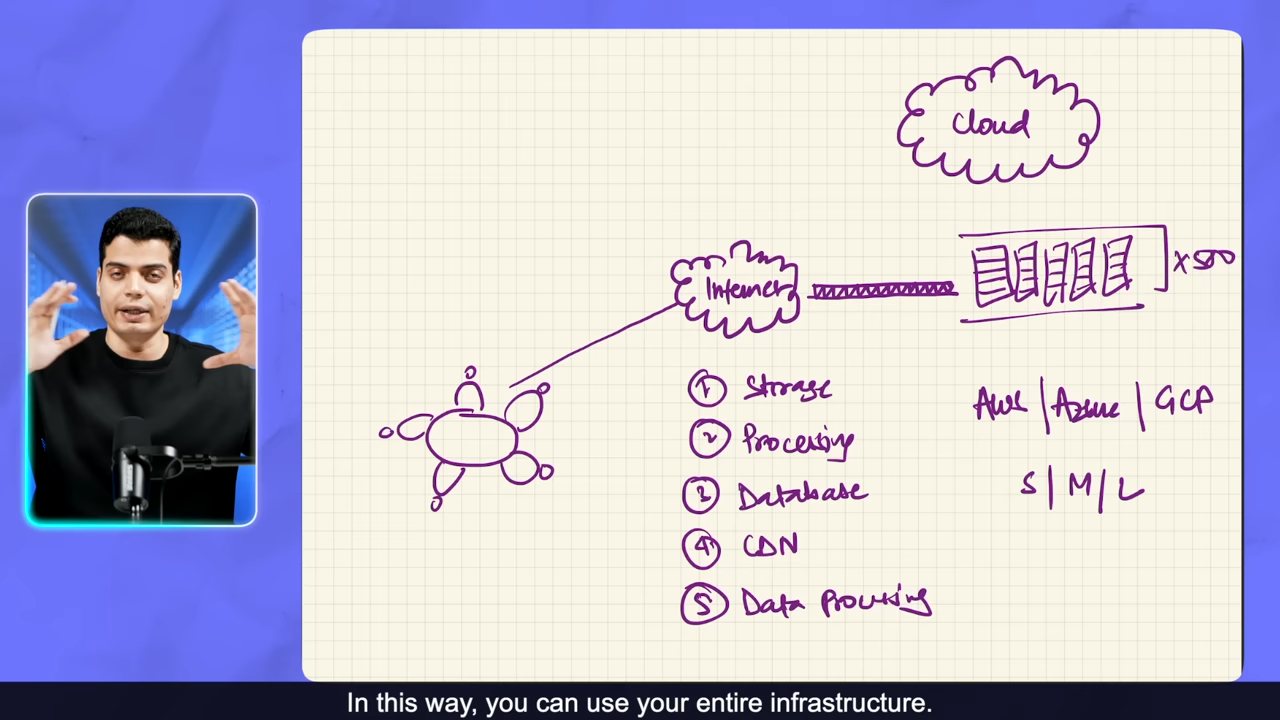 Cloud
Internet
x 500
① Storage
② Processing
③ Database
④ CDN
⑤ Data Processing
AWS | Azure | GCP
S | M | L
In this way, you can use your entire infrastructure.